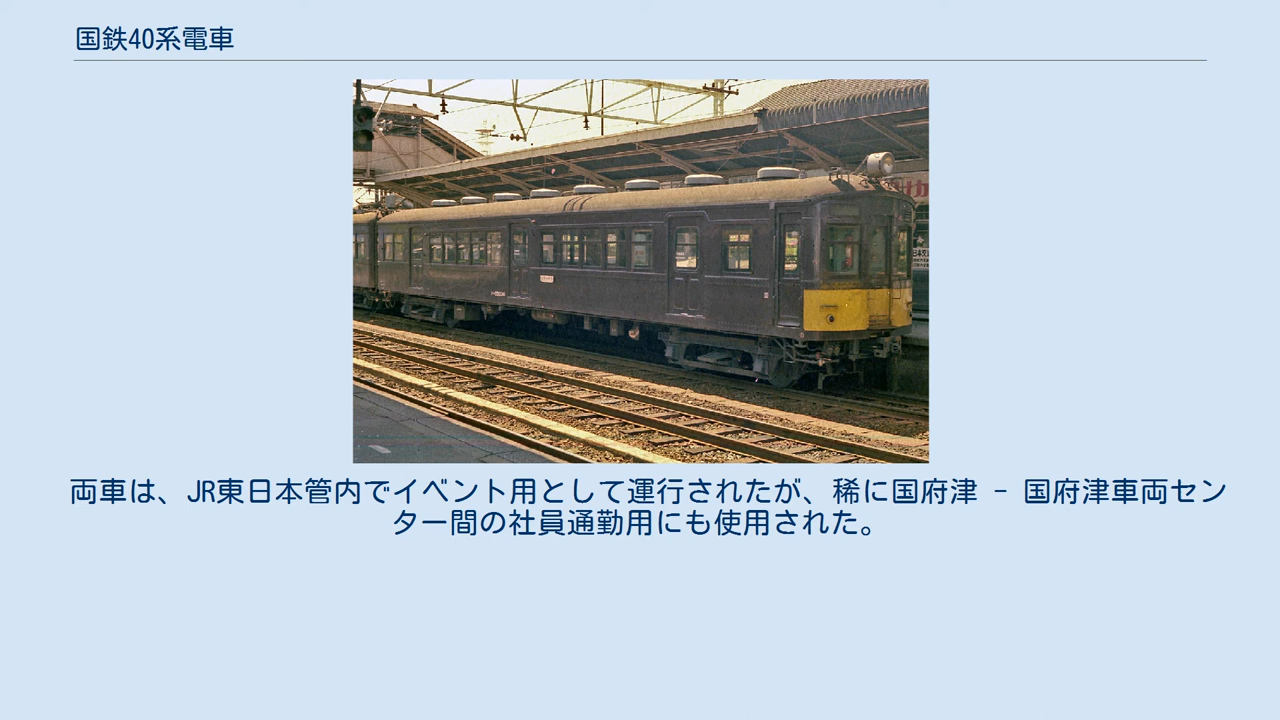 国鉄40系電車
両車は、JR東日本管内でイベント用として運行されたが、稀に国府津 － 国府津車両セン
ター間の社員通勤用にも使用された。